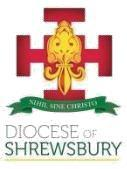 NIHIL SINE CHRISTO
DIOCESE OF
SHREWSBURY